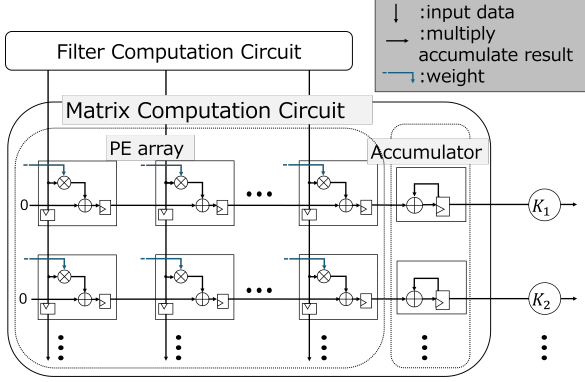 :input data
:multiply
accumulate result
:weight
Filter Computation Circuit
Matrix Computation Circuit
PE array
Accumulator
0
K₁
0
K₂